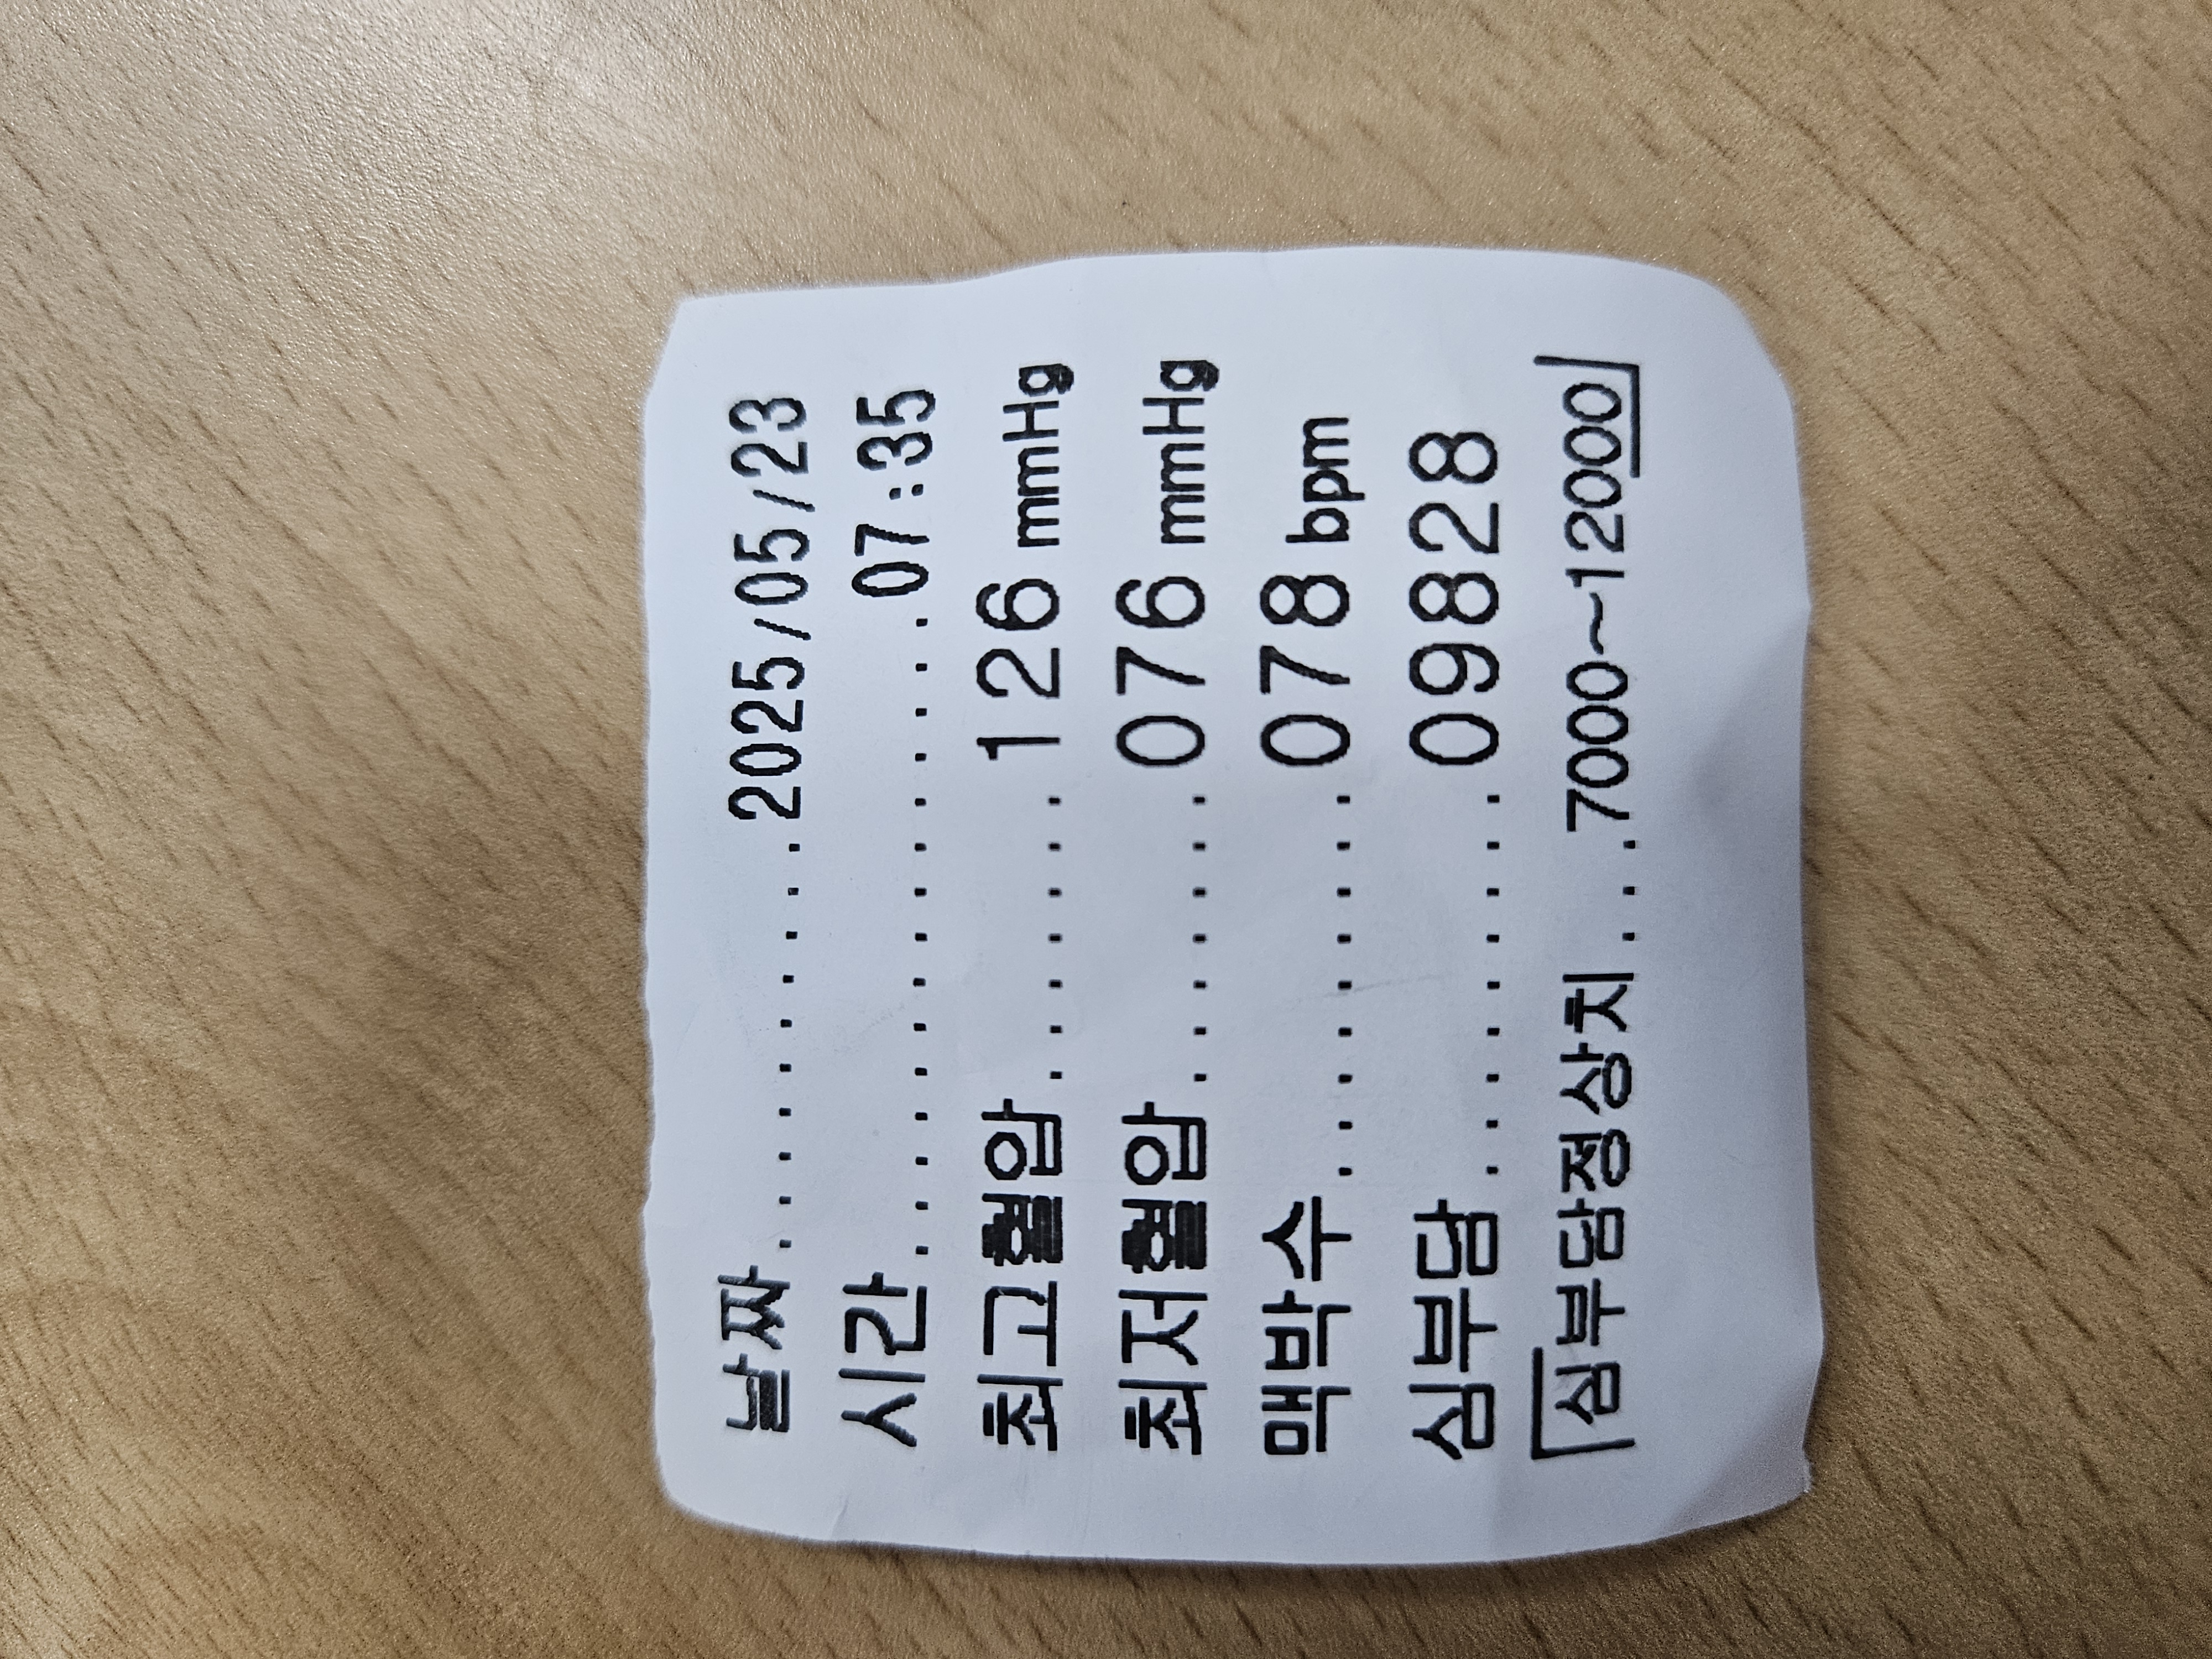 날짜..............2025/05/23
시간...................07:35
최고혈압.......126 mmHg
최저혈압.......076 mmHg
맥박수.........078 bpm
심부담.........09828
「심부담정상치...7000~12000」